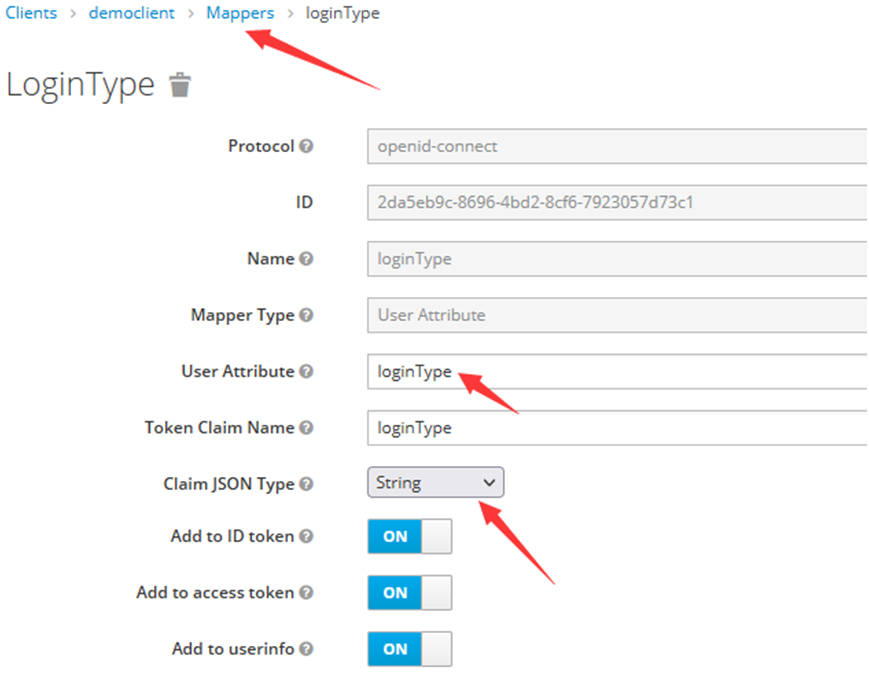 Clients > democlient > Mappers > loginType
LoginType
Protocol openid-connect
ID 2da5eb9c-8696-4bd2-8cf6-7923057d73c1
Name loginType
Mapper Type User Attribute
User Attribute loginType
Token Claim Name loginType
Claim JSON Type String
Add to ID token ON
Add to access token ON
Add to userinfo ON